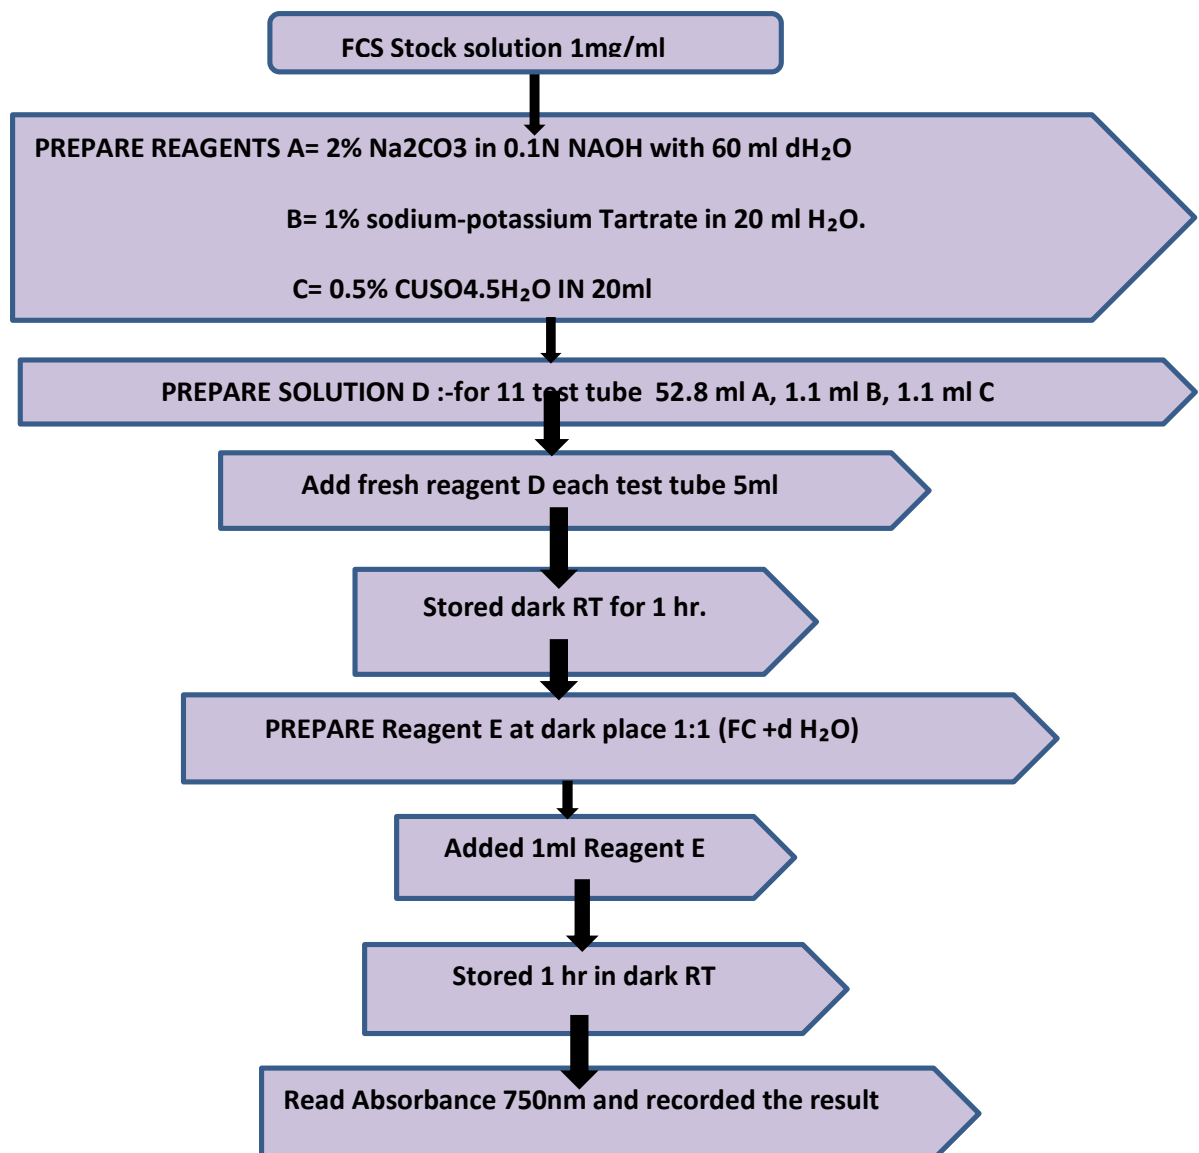 FCS Stock solution 1mg/ml
PREPARE REAGENTS A= 2% Na2CO3 in 0.1N NAOH with 60 ml dH₂O
B= 1% sodium-potassium Tartrate in 20 ml H₂O.
C= 0.5% CUSO4.5H₂O IN 20ml
PREPARE SOLUTION D :-for 11 test tube 52.8 ml A, 1.1 ml B, 1.1 ml C
Add fresh reagent D each test tube 5ml
Stored dark RT for 1 hr.
PREPARE Reagent E at dark place 1:1 (FC +d H₂O)
Added 1ml Reagent E
Stored 1 hr in dark RT
Read Absorbance 750nm and recorded the result